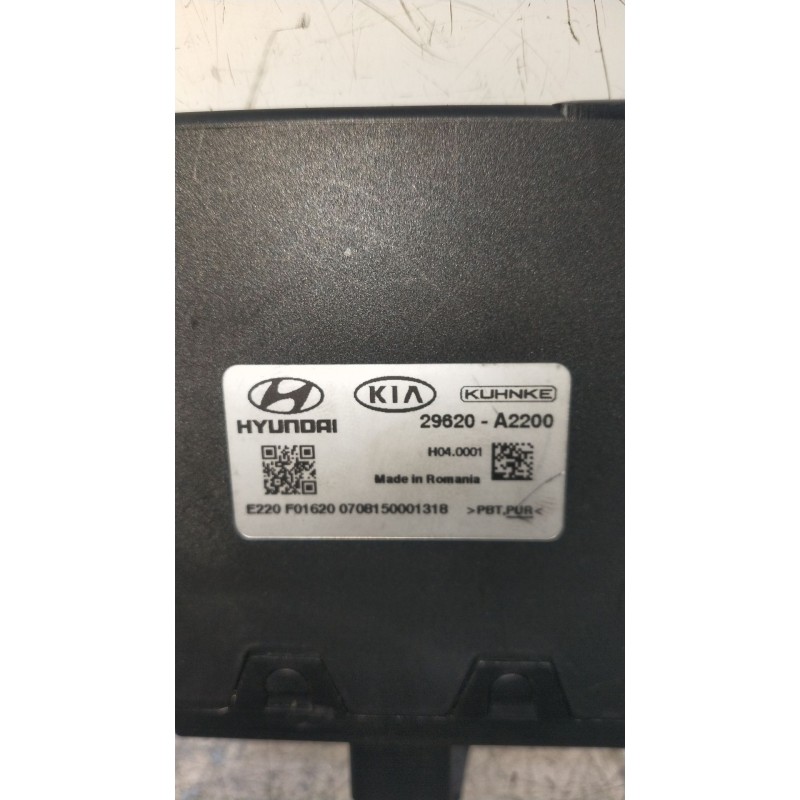 HYUNDAI
KIA
KUHNKE
29620 - A2200
H04.0001
Made in Romania
E220 F01620 0708150001318 >PBT,PUR<